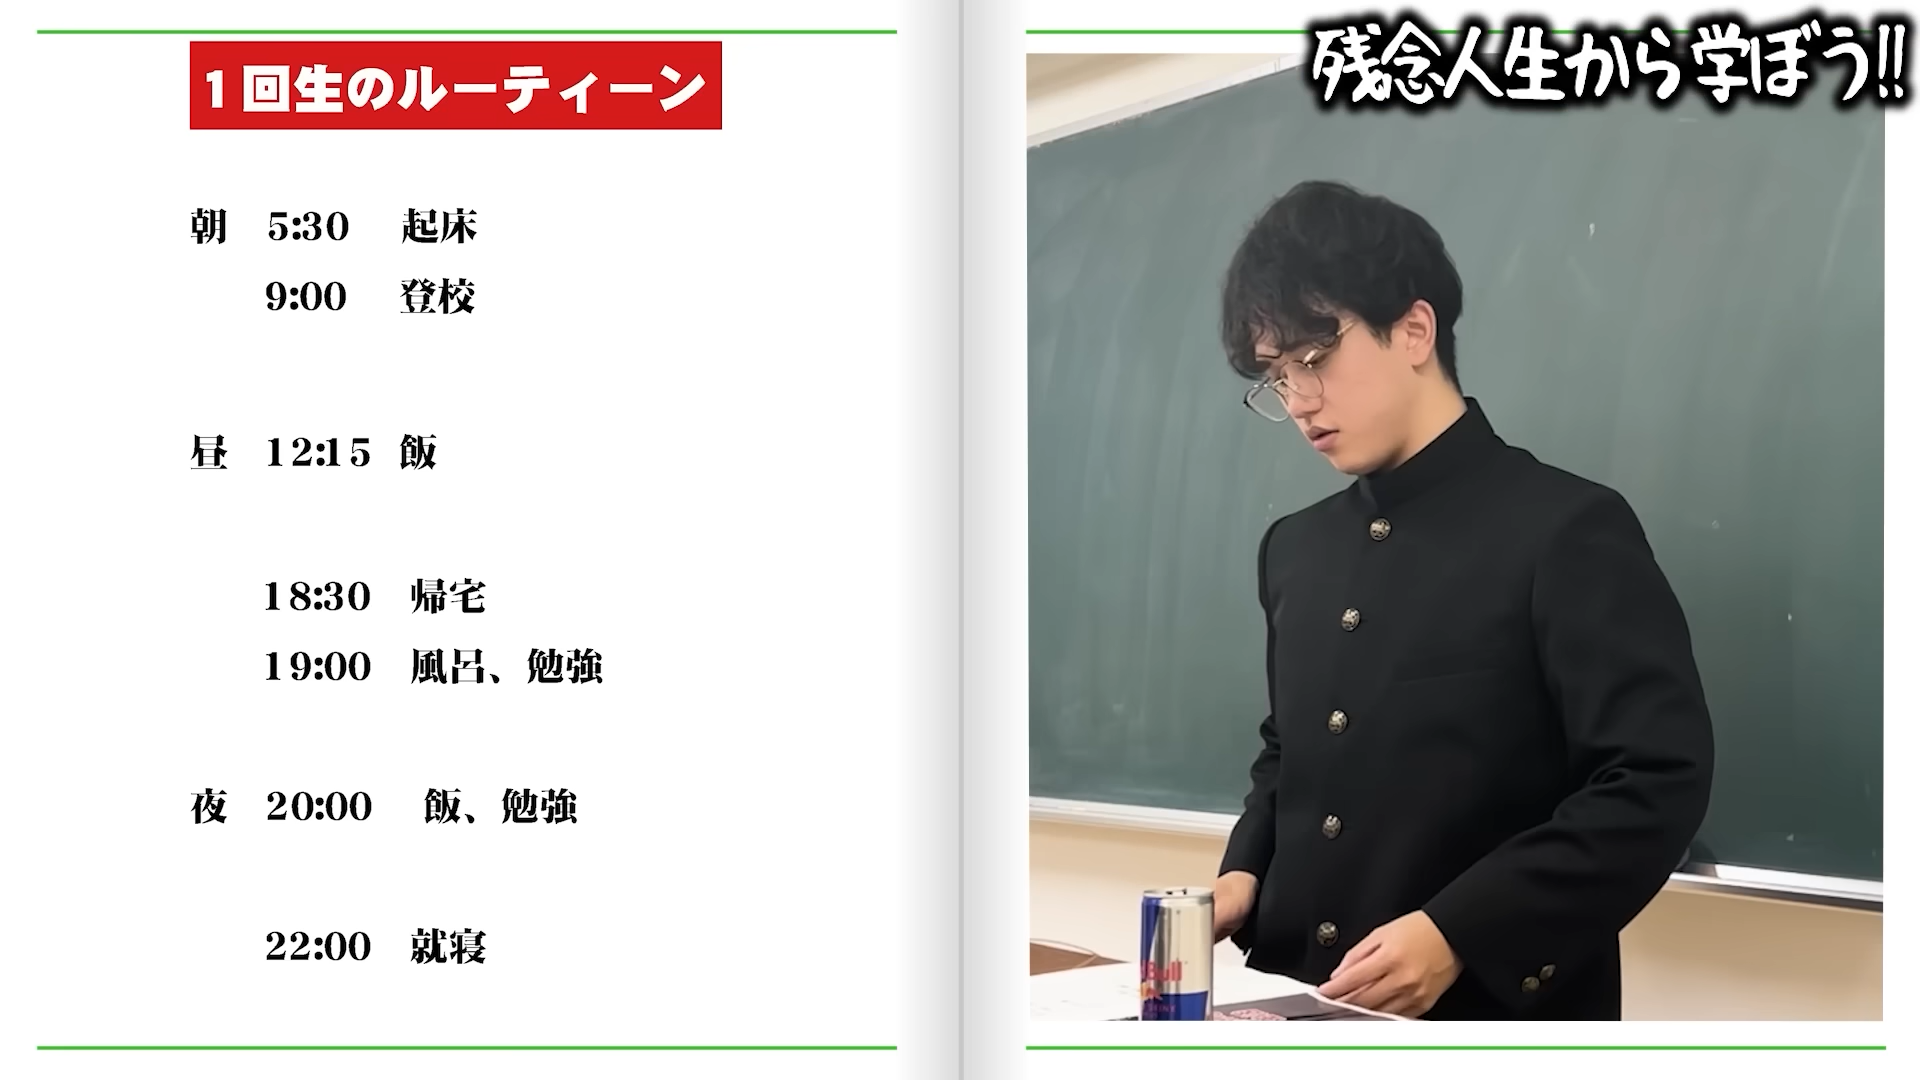 1回生のルーティーン
残念人生から学ぼう!!
朝 5:30 起床
9:00 登校
昼 12:15 飯
18:30 帰宅
19:00 風呂、勉強
夜 20:00 飯、勉強
22:00 就寝
RedBull